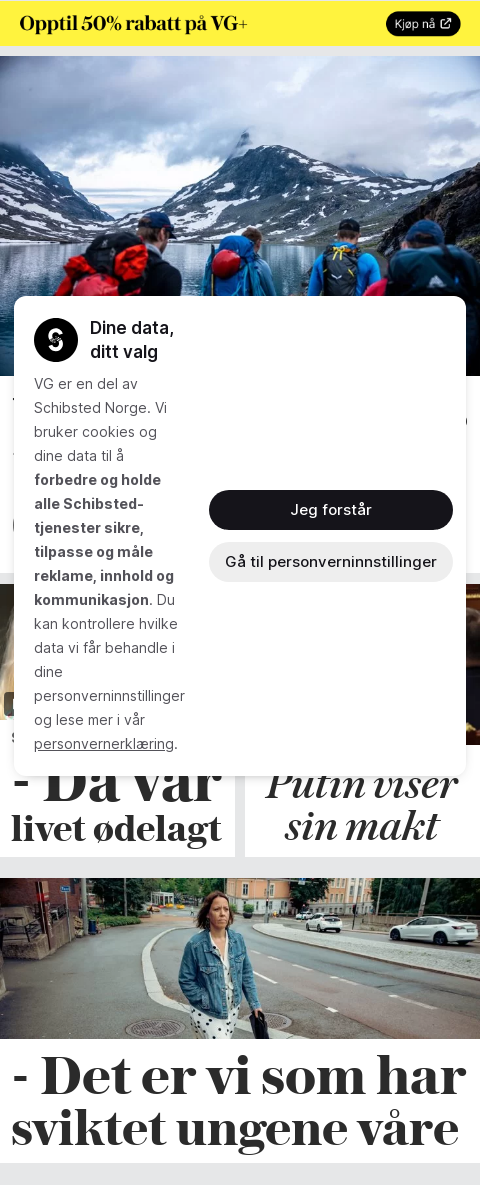 Opptil 50% rabatt på VG+
Kjøp nå
Dine data,
ditt valg
VG er en del av
Schibsted Norge. Vi
bruker cookies og
dine data til å
forbedre og holde
alle Schibsted-
tjenester sikre,
tilpasse og måle
reklame, innhold og
kommunikasjon. Du
kan kontrollere hvilke
data vi får behandle i
dine
personverninnstillinger
og lese mer i vår
personvernerklæring.
Jeg forstår
Gå til personverninnstillinger
- Da var
livet ødelagt
Putin viser
sin makt
- Det er vi som har
sviktet ungene våre